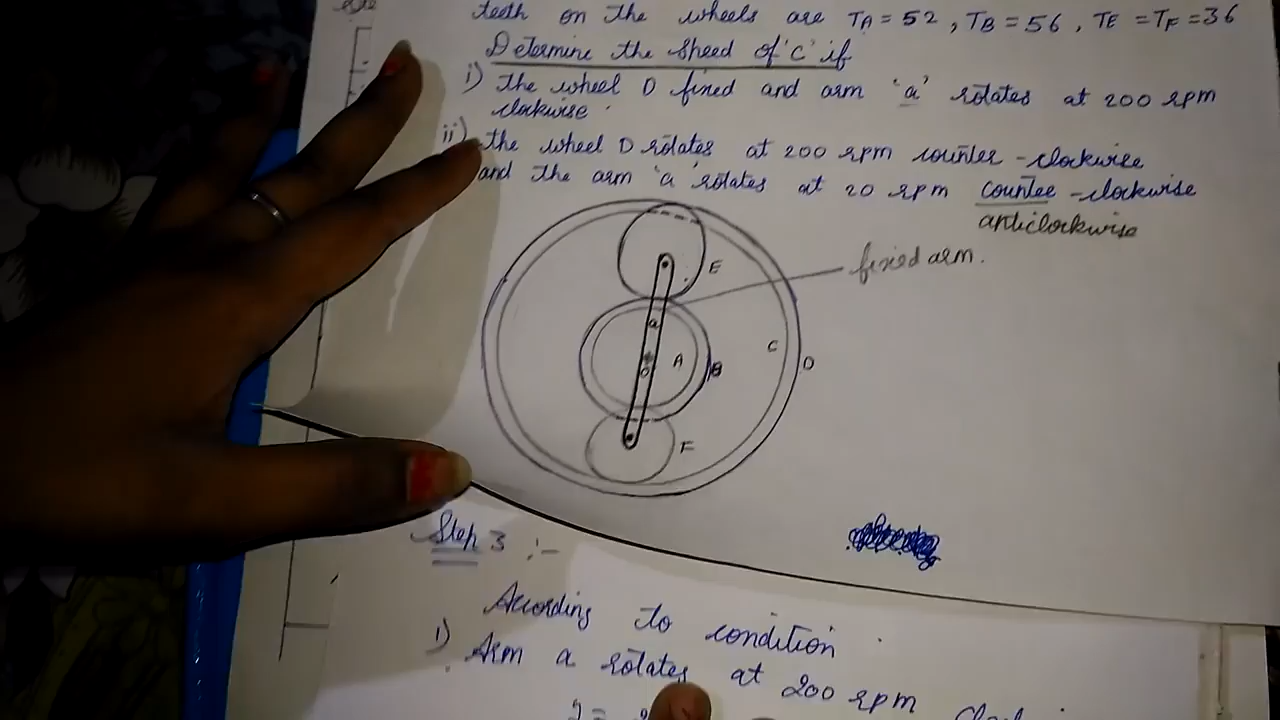 teeth on the wheels are TA = 52 , TB = 56 , TE = TF = 36
Determine the speed of 'C' if
i) the wheel D fixed and arm 'a' rotates at 200 rpm
clockwise .
ii) the wheel D rotates at 200 rpm counter - clockwise
and the arm 'a' rotates at 20 rpm counter - clockwise
anticlockwise
fixed arm .
E
a
C
D
A
B
O
F
Step 3 :-
According to condition .
1) Arm a rotates at 200 rpm